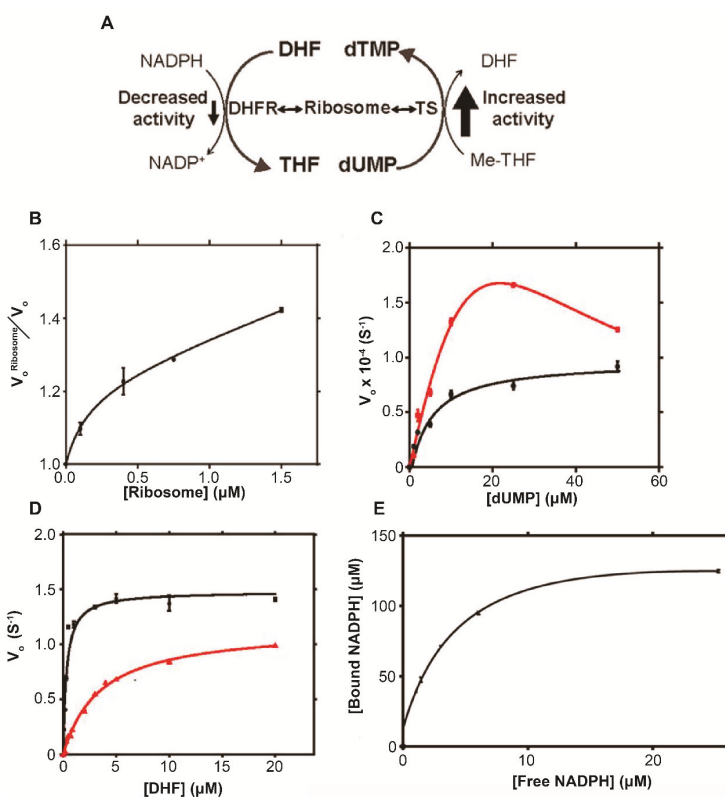 A
NADPH DHF dTMP DHF
Decreased activity DHFR Ribosome TS Increased activity
NADP+ THF dUMP Me-THF
B
1.6
1.4
1.2
1.0
0.0 0.5 1.0 1.5
[Ribosome] (µM)
Vo Ribosome/Vo
C
2.0
1.5
1.0
0.5
0
0 20 40 60
[dUMP] (µM)
Vo x 10-4 (S-1)
D
2.0
1.5
1.0
0.5
0
0 5 10 15 20
[DHF] (µM)
Vo (S-1)
E
150
100
50
0
0 10 20
[Free NADPH] (µM)
[Bound NADPH] (µM)